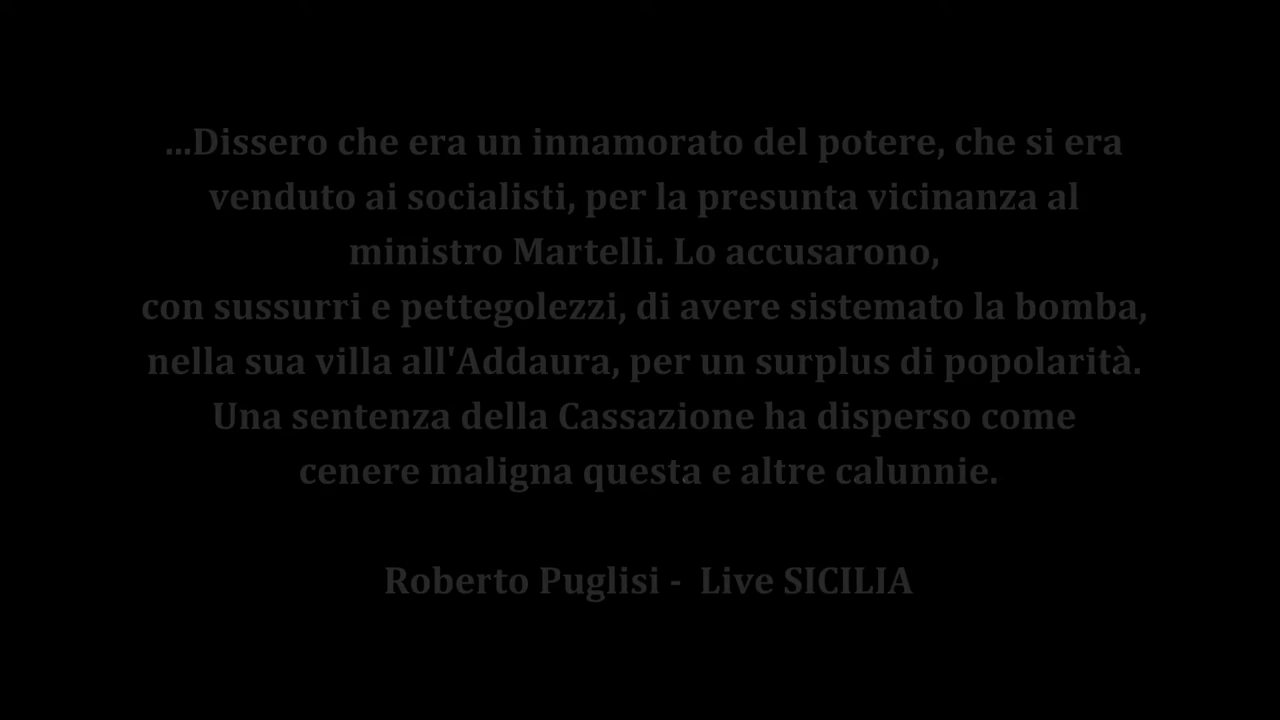 ...Dissero che era un innamorato del potere, che si era
venduto ai socialisti, per la presunta vicinanza al
ministro Martelli. Lo accusarono,
con sussurri e pettegolezzi, di avere sistemato la bomba,
nella sua villa all'Addaura, per un surplus di popolarità.
Una sentenza della Cassazione ha disperso come
cenere maligna questa e altre calunnie.
Roberto Puglisi - Live SICILIA